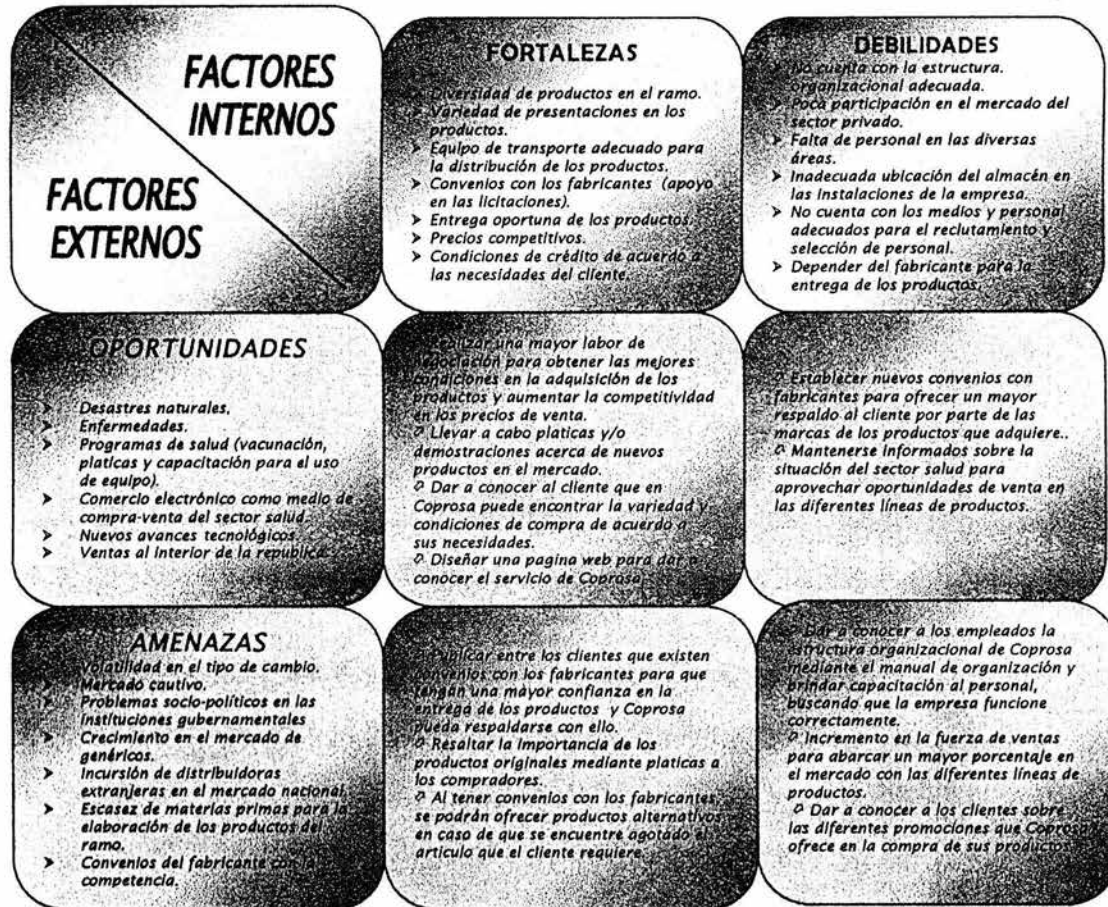 FACTORES
INTERNOS
FACTORES
EXTERNOS
FORTALEZAS
➤ Diversidad de productos en el ramo.
➤ Variedad de presentaciones en los
productos.
➤ Equipo de transporte adecuado para
la distribución de los productos.
➤ Convenios con los fabricantes (apoyo
en las licitaciones).
➤ Entrega oportuna de los productos.
➤ Precios competitivos.
➤ Condiciones de crédito de acuerdo a
las necesidades del cliente.
DEBILIDADES
➤ No cuenta con la estructura.
organizacional adecuada.
➤ Poca participación en el mercado del
sector privado.
➤ Falta de personal en las diversas
áreas.
➤ Inadecuada ubicación del almacén en
las instalaciones de la empresa.
➤ No cuenta con los medios y personal
adecuados para el reclutamiento y
selección de personal.
➤ Depender del fabricante para la
entrega de los productos.
OPORTUNIDADES
➤ Desastres naturales.
➤ Enfermedades.
➤ Programas de salud (vacunación,
platicas y capacitación para el uso
de equipo).
➤ Comercio electrónico como medio de
compra-venta del sector salud.
➤ Nuevos avances tecnológicos.
➤ Ventas al interior de la república.
Realizar una mayor labor de
negociación para obtener las mejores
condiciones en la adquisición de los
productos y aumentar la competitividad
en los precios de venta.
Llevar a cabo platicas y/o
demostraciones acerca de nuevos
productos en el mercado.
Dar a conocer al cliente que en
Coprosa puede encontrar la variedad y
condiciones de compra de acuerdo a
sus necesidades.
Diseñar una pagina web para dar a
conocer el servicio de Coprosa
Establecer nuevos convenios con
fabricantes para ofrecer un mayor
respaldo al cliente por parte de las
marcas de los productos que adquiere..
Mantenerse informados sobre la
situación del sector salud para
aprovechar oportunidades de venta en
las diferentes líneas de productos.
AMENAZAS
➤ Volatilidad en el tipo de cambio.
➤ Mercado cautivo.
➤ Problemas socio-políticos en las
instituciones gubernamentales
➤ Crecimiento en el mercado de
genéricos.
➤ Incursión de distribuidoras
extranjeras en el mercado nacional.
➤ Escasez de materias primas para la
elaboración de los productos del
ramo.
➤ Convenios del fabricante con la
competencia.
Publicar entre los clientes que existen
convenios con los fabricantes para que
tengan una mayor confianza en la
entrega de los productos y Coprosa
pueda respaldarse con ello.
Resaltar la importancia de los
productos originales mediante platicas a
los compradores.
Al tener convenios con los fabricantes,
se podrán ofrecer productos alternativos
en caso de que se encuentre agotado el
articulo que el cliente requiere.
Dar a conocer a los empleados la
estructura organizacional de Coprosa
mediante el manual de organización y
brindar capacitación al personal,
buscando que la empresa funcione
correctamente.
Incremento en la fuerza de ventas
para abarcar un mayor porcentaje en
el mercado con las diferentes líneas de
productos.
Dar a conocer a los clientes sobre
las diferentes promociones que Coprosa
ofrece en la compra de sus productos